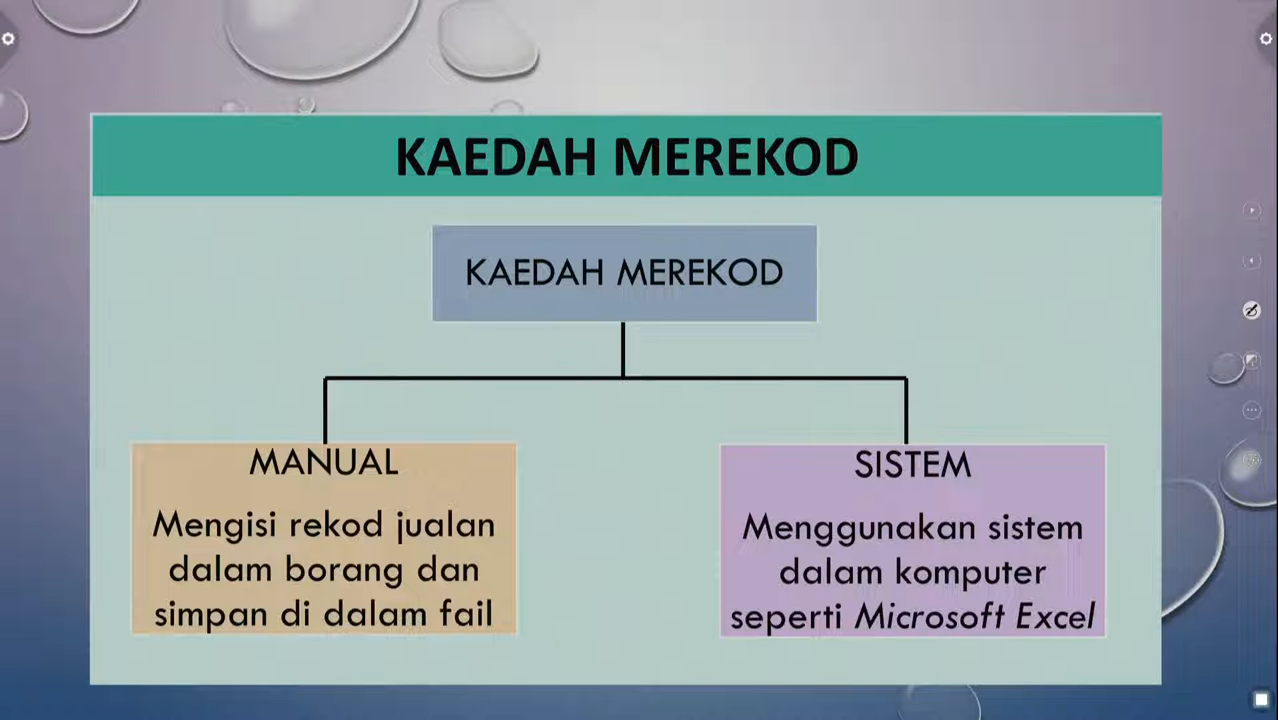 KAEDAH MEREKOD
KAEDAH MEREKOD
MANUAL
Mengisi rekod jualan
dalam borang dan
simpan di dalam fail
SISTEM
Menggunakan sistem
dalam komputer
seperti Microsoft Excel